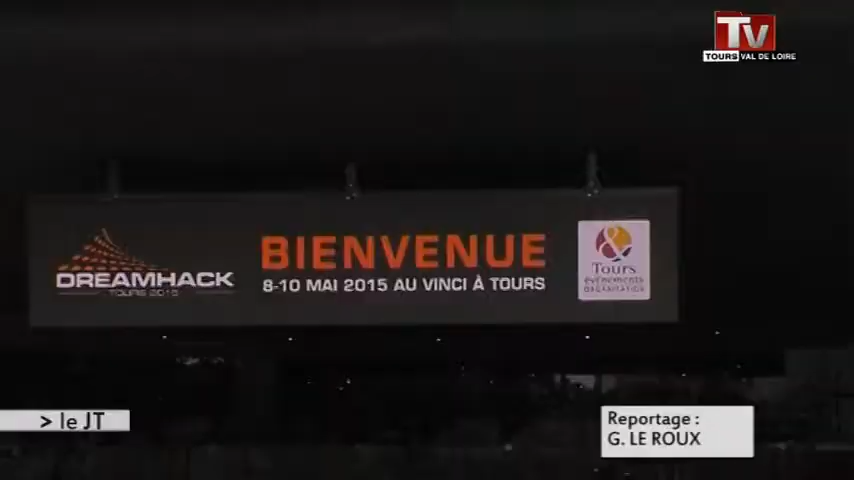 TV
TOURS VAL DE LOIRE
DREAMHACK
TOURS 2015
BIENVENUE
8-10 MAI 2015 AU VINCI À TOURS
&
Tours
événements
> le JT
Reportage :
G. LE ROUX